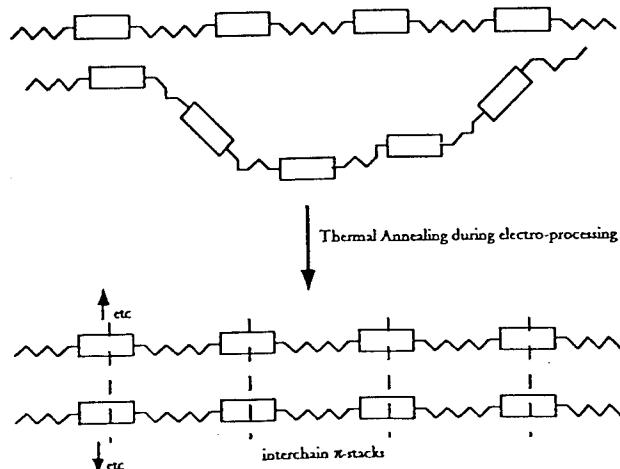 Thermal Annealing during electro-processing
etc
etc
interchain π-stacks